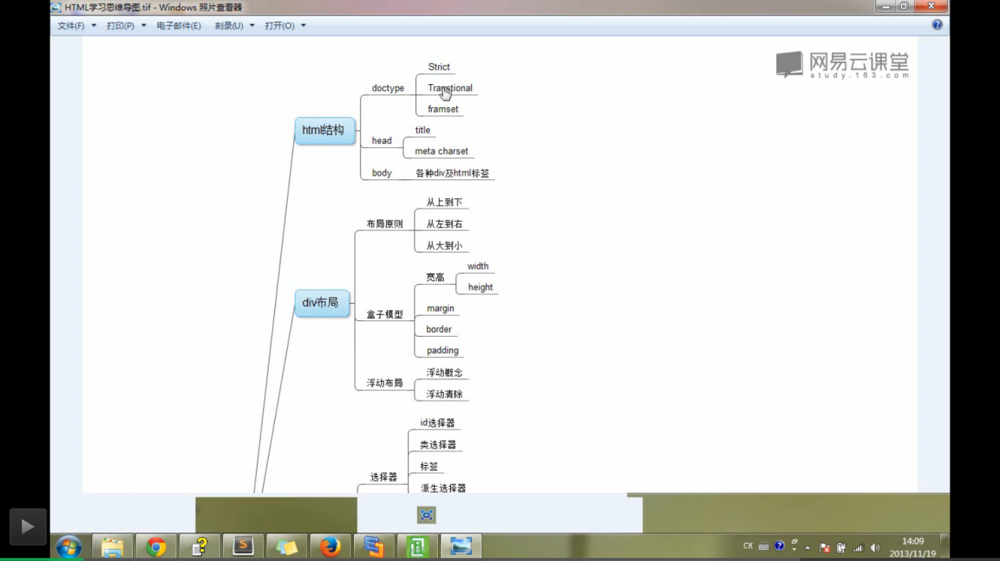 HTML学习思维导图.tif - Windows 照片查看器
文件(F) 打印(P) 电子邮件(E) 刻录(U) 打开(O)
网易云课堂
study.163.com
Strict
doctype
Transtional
framset
html结构
title
head
meta charset
body
各种div及html标签
从上到下
布局原则
从左到右
从大到小
width
宽高
height
div布局
margin
盒子模型
border
padding
浮动概念
浮动布局
浮动清除
id选择器
类选择器
标签
选择器
派生选择器
CH
14:09
2013/11/19